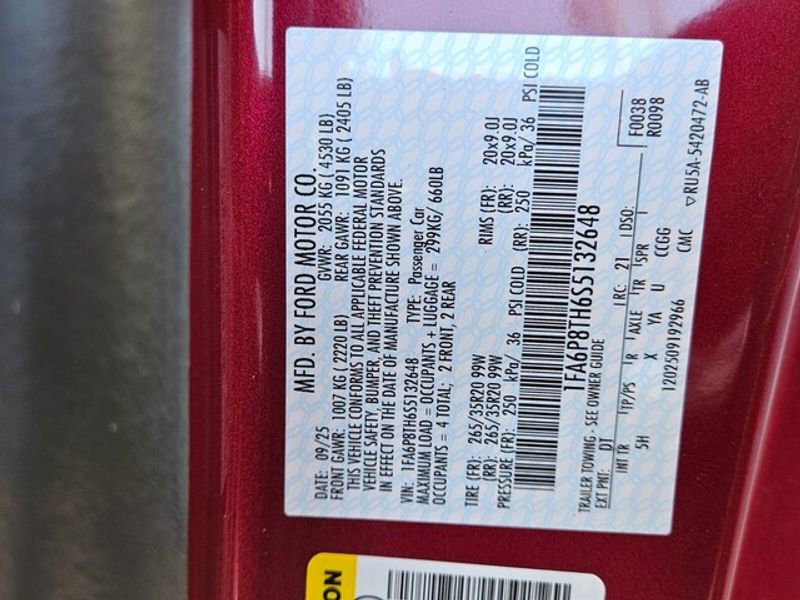 MFD. BY FORD MOTOR CO.
DATE: 09/25 GVWR: 2055 KG ( 4530 LB)
FRONT GAWR: 1007 KG ( 2220 LB) REAR GAWR: 1091 KG ( 2405 LB)
THIS VEHICLE CONFORMS TO ALL APPLICABLE FEDERAL MOTOR
VEHICLE SAFETY, BUMPER, AND THEFT PREVENTION STANDARDS
IN EFFECT ON THE DATE OF MANUFACTURE SHOWN ABOVE.
VIN: 1FA6P8TH6S5132648 TYPE: Passenger Car
MAXIMUM LOAD = OCCUPANTS + LUGGAGE = 299KG/ 660LB
OCCUPANTS = 4 TOTAL; 2 FRONT, 2 REAR
TIRE (FR): 265/35R20 99W RIMS (FR): 20x9.0J
(RR): 265/35R20 99W (RR): 20x9.0J
PRESSURE (FR): 250 kPa/ 36 PSI COLD (RR): 250 kPa/ 36 PSI COLD
1FA6P8TH6S5132648
TRAILER TOWING - SEE OWNER GUIDE
EXT PNT: DT RC: 21 DSO: F0038
R0098
INT TR TP/PS R AXLE TR SPR
5H X YA U CCGG
1202509192966 CMC ▽RU5A-5420472-AB
ION